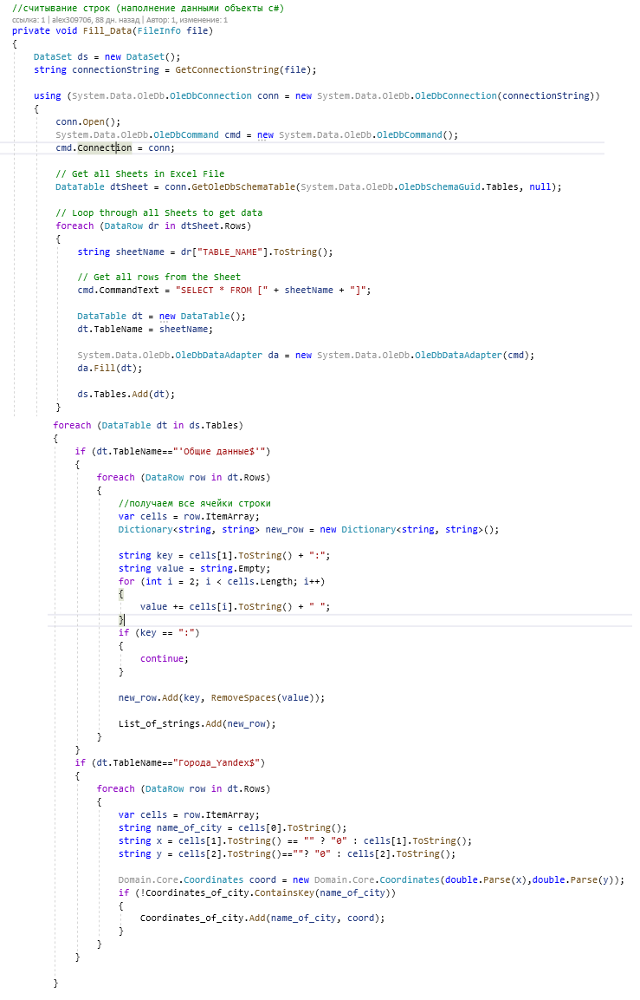 //считывание строк (наполнение данными объекты c#)
ссылка: 1 | alex309706, 88 дн. назад | Автор: 1, изменение: 1
private void Fill_Data(FileInfo file)
{
DataSet ds = new DataSet();
string connectionString = GetConnectionString(file);
using (System.Data.OleDb.OleDbConnection conn = new System.Data.OleDb.OleDbConnection(connectionString))
{
conn.Open();
System.Data.OleDb.OleDbCommand cmd = new System.Data.OleDb.OleDbCommand();
cmd.Connection = conn;
// Get all Sheets in Excel File
DataTable dtSheet = conn.GetOleDbSchemaTable(System.Data.OleDb.OleDbSchemaGuid.Tables, null);
// Loop through all Sheets to get data
foreach (DataRow dr in dtSheet.Rows)
{
string sheetName = dr["TABLE_NAME"].ToString();
// Get all rows from the Sheet
cmd.CommandText = "SELECT * FROM [" + sheetName + "]";
DataTable dt = new DataTable();
dt.TableName = sheetName;
System.Data.OleDb.OleDbDataAdapter da = new System.Data.OleDb.OleDbDataAdapter(cmd);
da.Fill(dt);
ds.Tables.Add(dt);
}
foreach (DataTable dt in ds.Tables)
{
if (dt.TableName=="'Общие данные$'")
{
foreach (DataRow row in dt.Rows)
{
//получаем все ячейки строки
var cells = row.ItemArray;
Dictionary<string, string> new_row = new Dictionary<string, string>();
string key = cells[1].ToString() + ":";
string value = string.Empty;
for (int i = 2; i < cells.Length; i++)
{
value += cells[i].ToString() + " ";
}
if (key == ":")
{
continue;
}
new_row.Add(key, RemoveSpaces(value));
List_of_strings.Add(new_row);
}
}
if (dt.TableName=="Города_Yandex$")
{
foreach (DataRow row in dt.Rows)
{
var cells = row.ItemArray;
string name_of_city = cells[0].ToString();
string x = cells[1].ToString() == "" ? "0" : cells[1].ToString();
string y = cells[2].ToString()==""? "0" : cells[2].ToString();
Domain.Core.Coordinates coord = new Domain.Core.Coordinates(double.Parse(x),double.Parse(y));
if (!Coordinates_of_city.ContainsKey(name_of_city))
{
Coordinates_of_city.Add(name_of_city, coord);
}
}
}
}